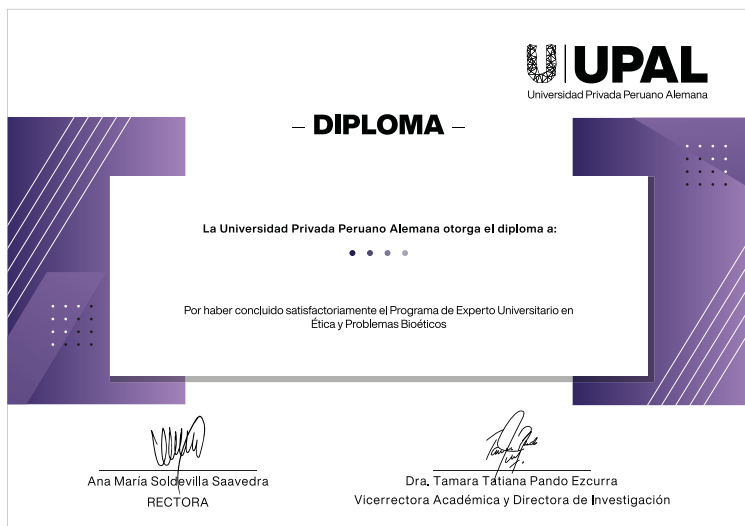 UPAL
Universidad Privada Peruano Alemana
– DIPLOMA –
La Universidad Privada Peruano Alemana otorga el diploma a:
Por haber concluido satisfactoriamente el Programa de Experto Universitario en
Ética y Problemas Bioéticos
Ana María Soldevilla Saavedra
RECTORA
Dra. Tamara Tatiana Pando Ezcurra
Vicerrectora Académica y Directora de Investigación